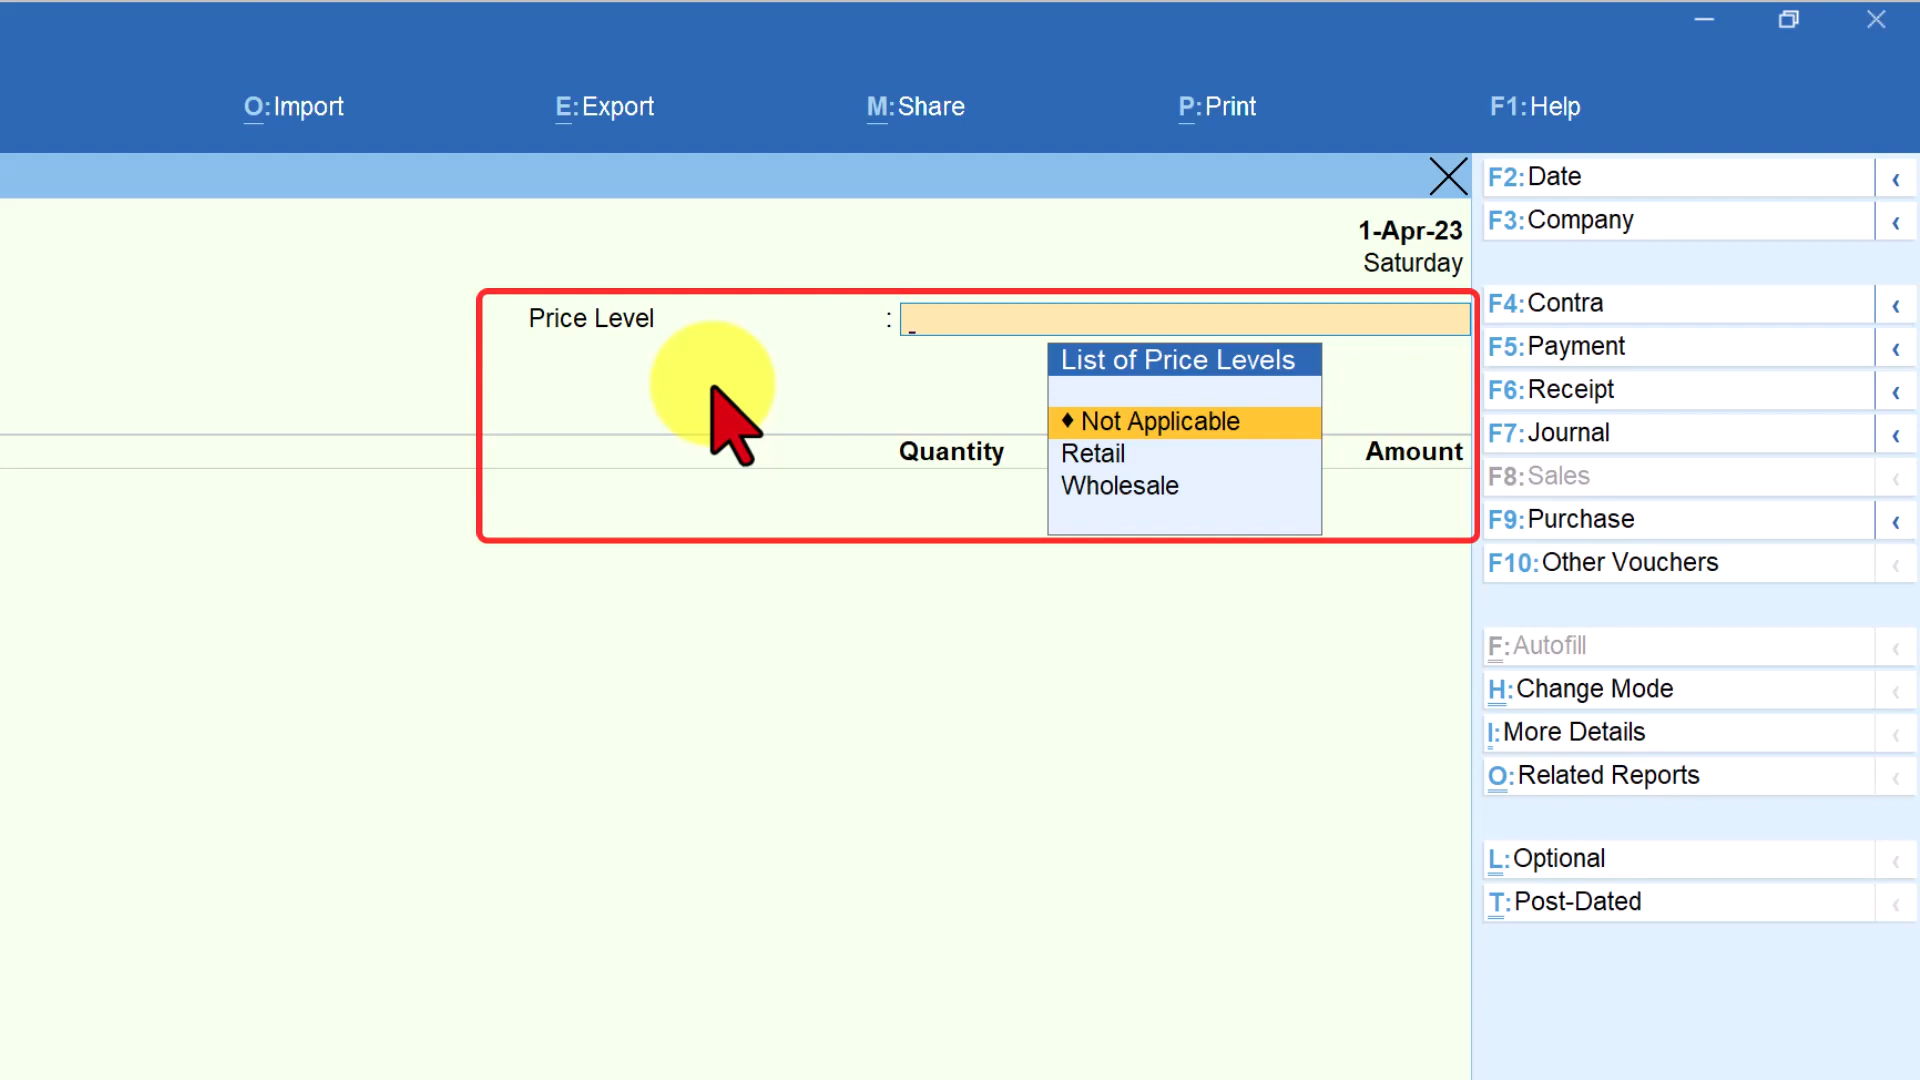 O:Import
E:Export
M:Share
P:Print
F1:Help
1-Apr-23
Saturday
Price Level :
List of Price Levels
♦ Not Applicable
Retail
Wholesale
Quantity
Amount
F2:Date
F3:Company
F4:Contra
F5:Payment
F6:Receipt
F7:Journal
F8:Sales
F9:Purchase
F10:Other Vouchers
F:Autofill
H:Change Mode
I:More Details
O:Related Reports
L:Optional
T:Post-Dated